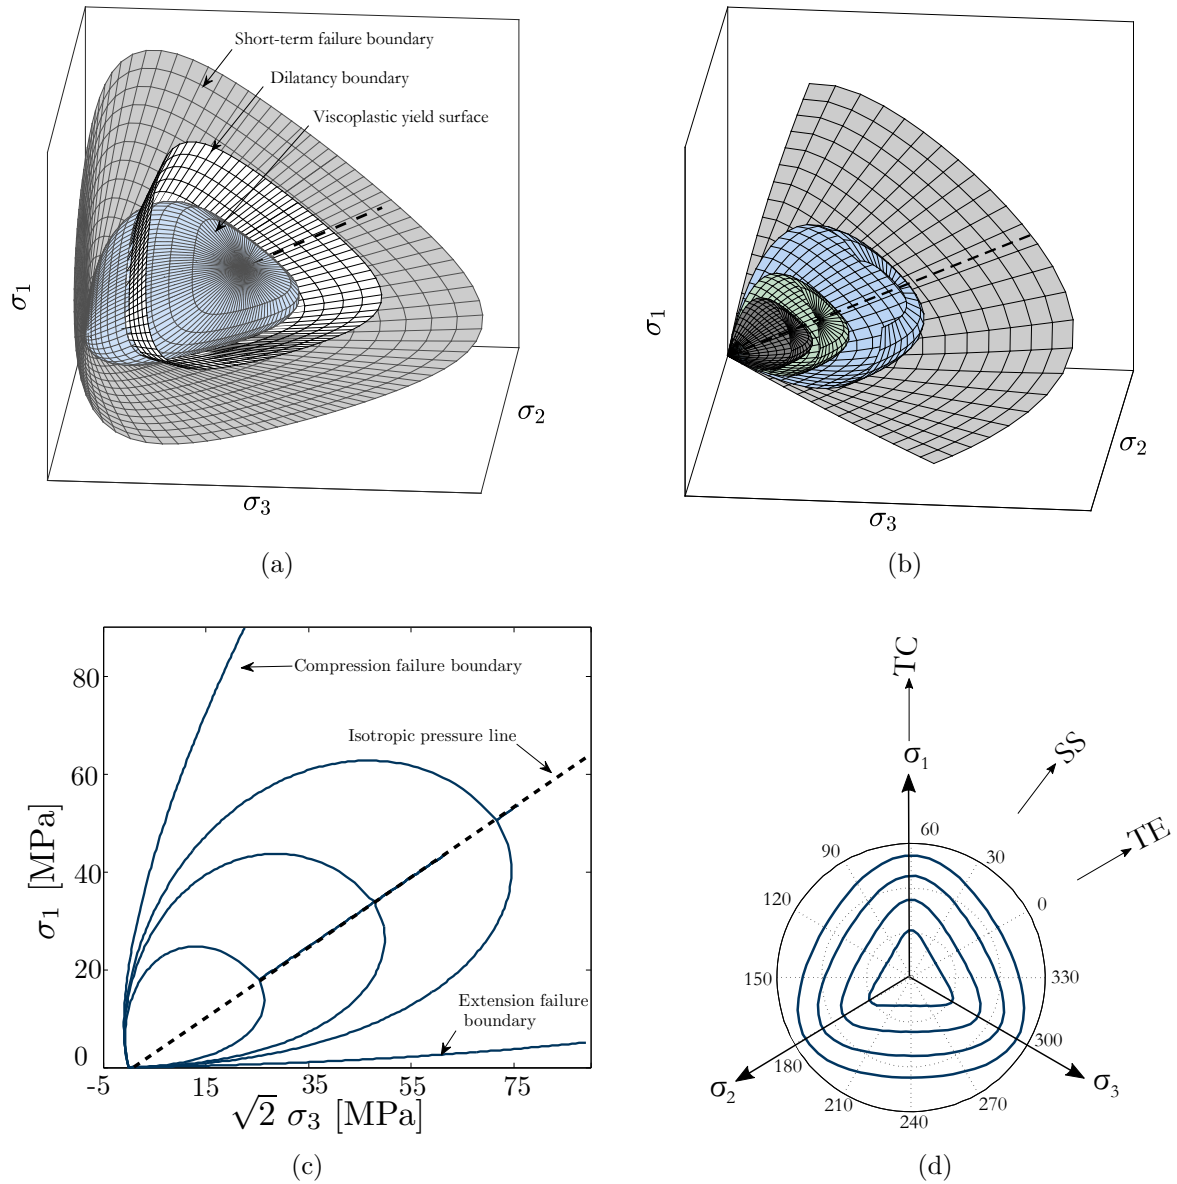 Short-term failure boundary
Dilatancy boundary
Viscoplastic yield surface
σ1
σ2
σ3
(a)
σ1
σ2
σ3
(b)
80
60
40
20
0
-5
15
35
55
75
σ1 [MPa]
√2 σ3 [MPa]
Compression failure boundary
Isotropic pressure line
Extension failure
boundary
(c)
TC
SS
TE
σ1
σ2
σ3
60
30
0
330
300
270
240
210
180
150
120
90
(d)